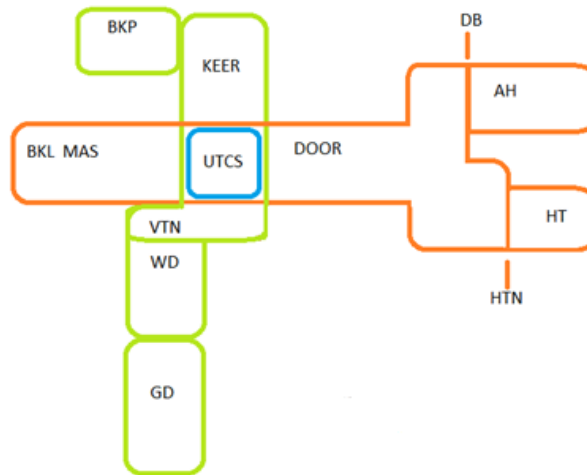 BKP
DB
KEER
AH
BKL MAS
UTCS
DOOR
HT
VTN
WD
HTN
GD